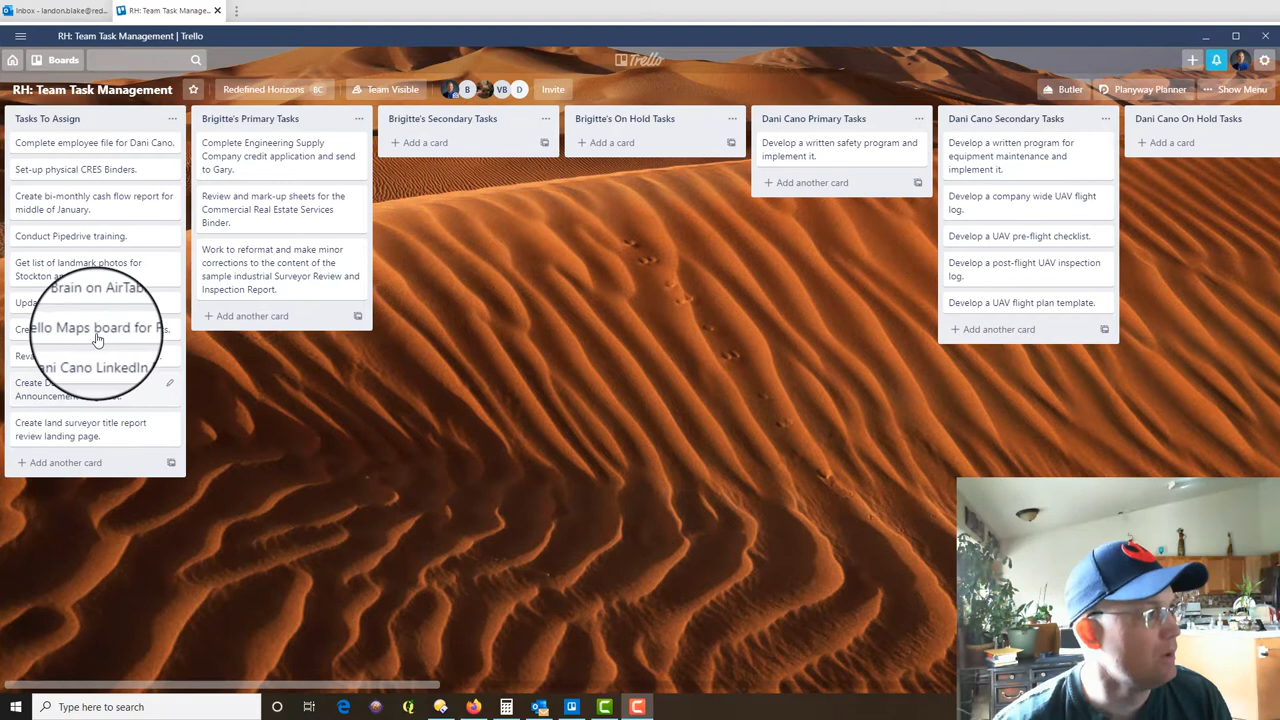 Inbox - landon.blake@red...
RH: Team Task Manage...
RH: Team Task Management | Trello
Boards
Trello
RH: Team Task Management
Redefined Horizons BC
Team Visible
B
VB
D
Invite
Butler
Planyway Planner
Show Menu
Tasks To Assign
Complete employee file for Dani Cano.
Set-up physical CRES Binders.
Create bi-monthly cash flow report for
middle of January.
Conduct Pipedrive training.
Get list of landmark photos for
Stockton
Brain on
ello Maps board for
ani Cano LinkedIn
Create
Create land surveyor title report
review landing page.
Add another card
Brigitte's Primary Tasks
Complete Engineering Supply
Company credit application and send
to Gary.
Review and mark-up sheets for the
Commercial Real Estate Services
Binder.
Work to reformat and make minor
corrections to the content of the
sample industrial Surveyor Review and
Inspection Report.
Add another card
Brigitte's Secondary Tasks
Add a card
Brigitte's On Hold Tasks
Add a card
Dani Cano Primary Tasks
Develop a written safety program and
implement it.
Add another card
Dani Cano Secondary Tasks
Develop a written program for
equipment maintenance and
implement it.
Develop a company wide UAV flight
log.
Develop a UAV pre-flight checklist.
Develop a post-flight UAV inspection
log.
Develop a UAV flight plan template.
Add another card
Dani Cano On Hold Tasks
Add a card
Type here to search